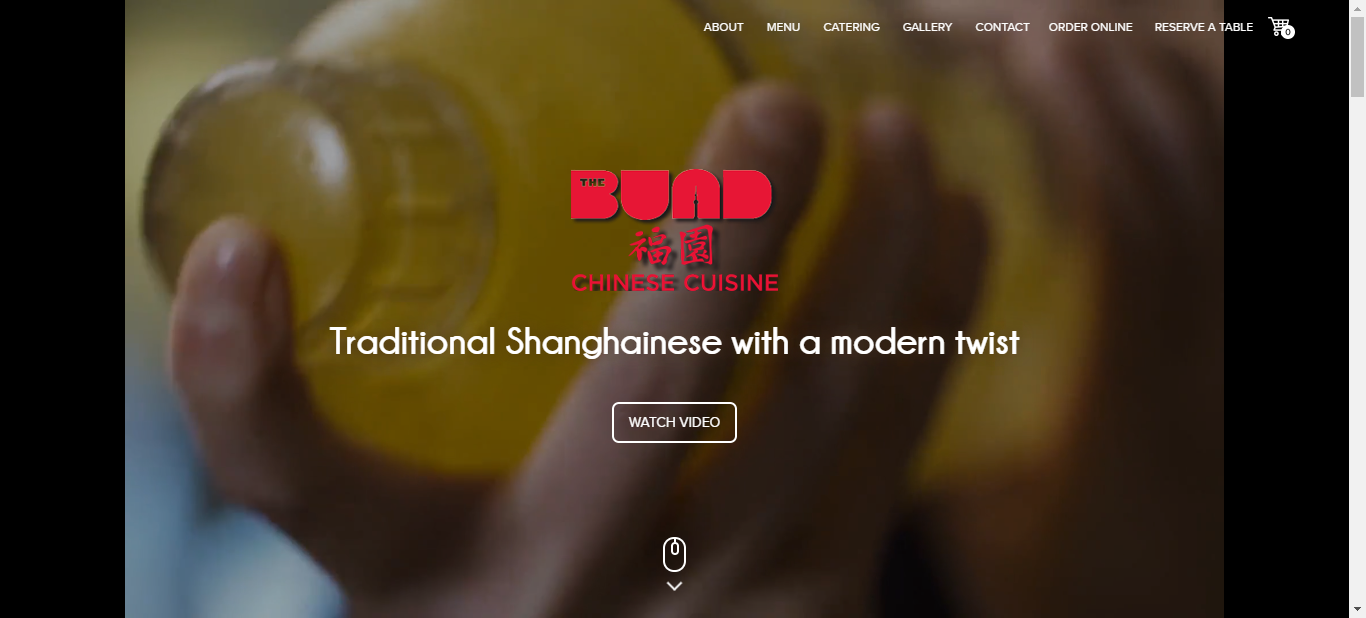 ABOUT MENU CATERING GALLERY CONTACT ORDER ONLINE RESERVE A TABLE 0
THE BUND
福園
CHINESE CUISINE
Traditional Shanghainese with a modern twist
WATCH VIDEO